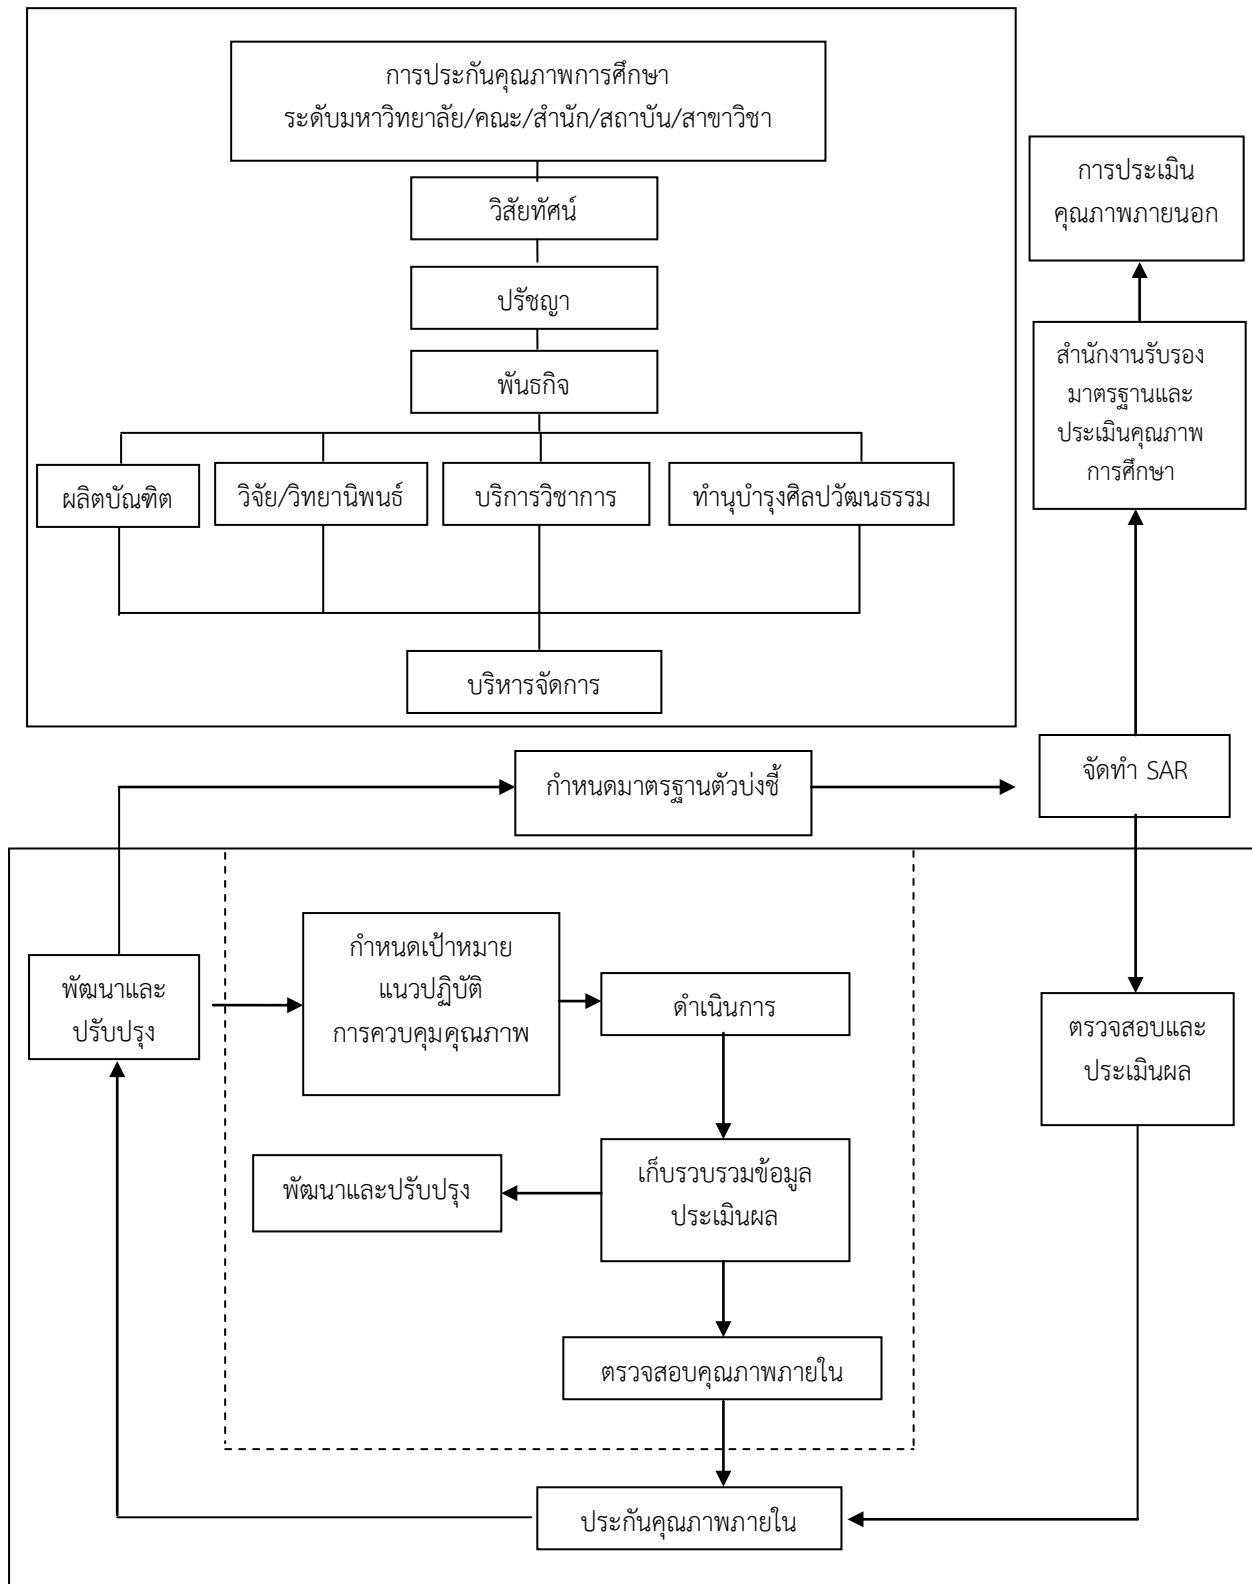 การประกันคุณภาพการศึกษา
ระดับมหาวิทยาลัย/คณะ/สำนัก/สถาบัน/สาขาวิชา
วิสัยทัศน์
ปรัชญา
พันธกิจ
ผลิตบัณฑิต
วิจัย/วิทยานิพนธ์
บริการวิชาการ
ทำนุบำรุงศิลปวัฒนธรรม
บริหารจัดการ
การประเมิน
คุณภาพภายนอก
สำนักงานรับรอง
มาตรฐานและ
ประเมินคุณภาพ
การศึกษา
กำหนดมาตรฐานตัวบ่งชี้
จัดทำ SAR
พัฒนาและ
ปรับปรุง
กำหนดเป้าหมาย
แนวปฏิบัติ
การควบคุมคุณภาพ
ดำเนินการ
ตรวจสอบและ
ประเมินผล
พัฒนาและปรับปรุง
เก็บรวบรวมข้อมูล
ประเมินผล
ตรวจสอบคุณภาพภายใน
ประกันคุณภาพภายใน